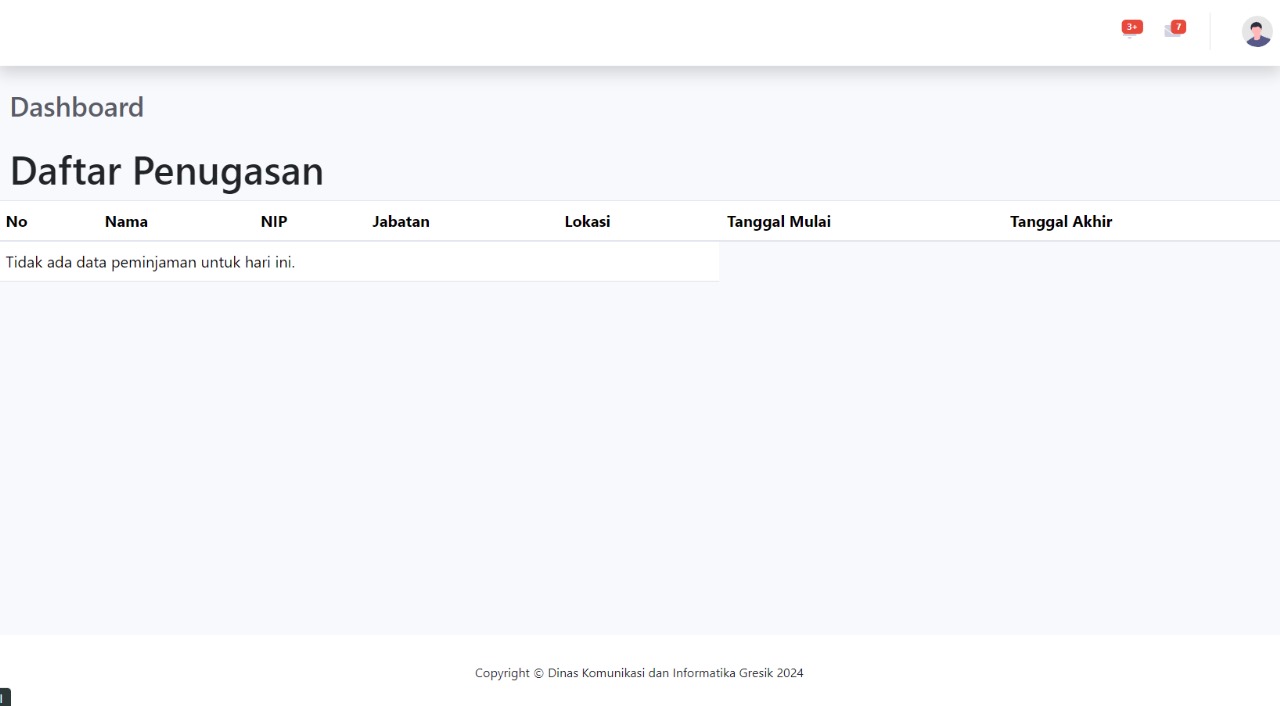 3+ 7
Dashboard
Daftar Penugasan
No Nama NIP Jabatan Lokasi Tanggal Mulai Tanggal Akhir
Tidak ada data peminjaman untuk hari ini.
Copyright © Dinas Komunikasi dan Informatika Gresik 2024